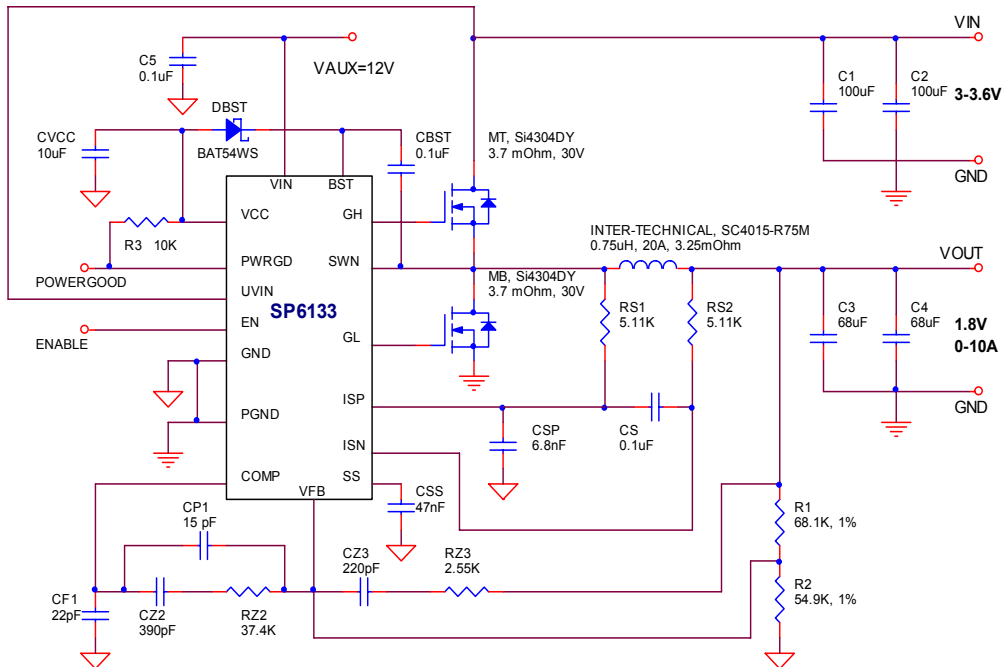 VIN
C5
0.1uF
VAUX=12V
C1
100uF
C2
100uF
3-3.6V
DBST
BAT54WS
CVCC
10uF
CBST
0.1uF
MT, Si4304DY
3.7 mOhm, 30V
GND
VIN
BST
VCC
GH
R3 10K
INTER-TECHNICAL, SC4015-R75M
0.75uH, 20A, 3.25mOhm
VOUT
PWRGD
SWN
POWERGOOD
UVIN
MB, Si4304DY
3.7 mOhm, 30V
SP6133
RS1
5.11K
RS2
5.11K
C3
68uF
C4
68uF
1.8V
0-10A
EN
ENABLE
GL
GND
GND
PGND
ISP
CSP
6.8nF
CS
0.1uF
ISN
COMP
VFB
SS
CSS
47nF
CP1
15 pF
R1
68.1K, 1%
CZ3
220pF
RZ3
2.55K
CF1
22pF
CZ2
390pF
RZ2
37.4K
R2
54.9K, 1%